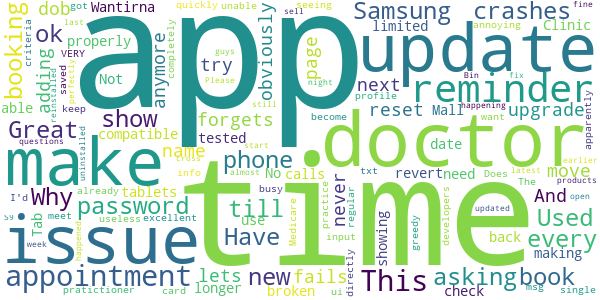 app
time
doctor
update
make
issue
reminder
appointment
This
password
asking
book
phone
Samsung
crashes
booking
dob
ok
Great
Why
show
Have
new
fails
till
every
Used
And
move
next
upgrade
reset
forgets
name
never
try
page
obviously
anymore
adding
lets
Wantirna
properly
compatible
tested
limited
Mall
Clinic
date
need
revert
back
check
making
showing
calls
No
use
busy
Tab
tablets
longer
broken
Not
able
last
got
quickly
unable
seeing
guys
Please
night
still
sell
annoying
developers
criteria
reinstalled
saved
VERY
keep
perfectly
completely
questions
uninstalled
cross
info
already
useless
excellent
happened
updated
I'd
meet
S9
week
pratictioner
card
single
ui
input
directly
regular
practice
Medicare
almost
start
become
profile
Bin
fix
happening
want
apparently
fine
earlier
latest
products
open
Does
The
txt
msg
greedy